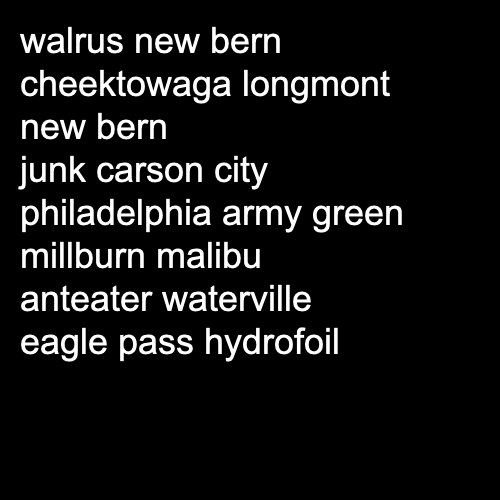 walrus new bern
cheektowaga longmont
new bern
junk carson city
philadelphia army green
millburn malibu
anteater waterville
eagle pass hydrofoil